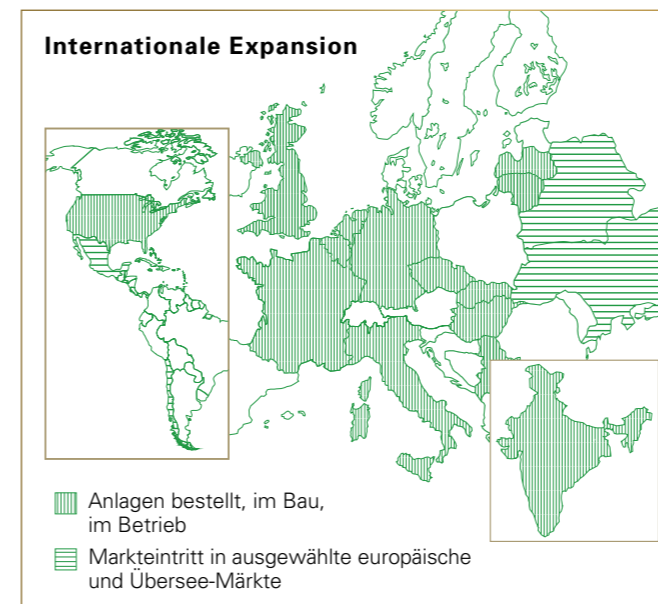 Internationale Expansion
Anlagen bestellt, im Bau,
im Betrieb
Markteintritt in ausgewählte europäische
und Übersee-Märkte